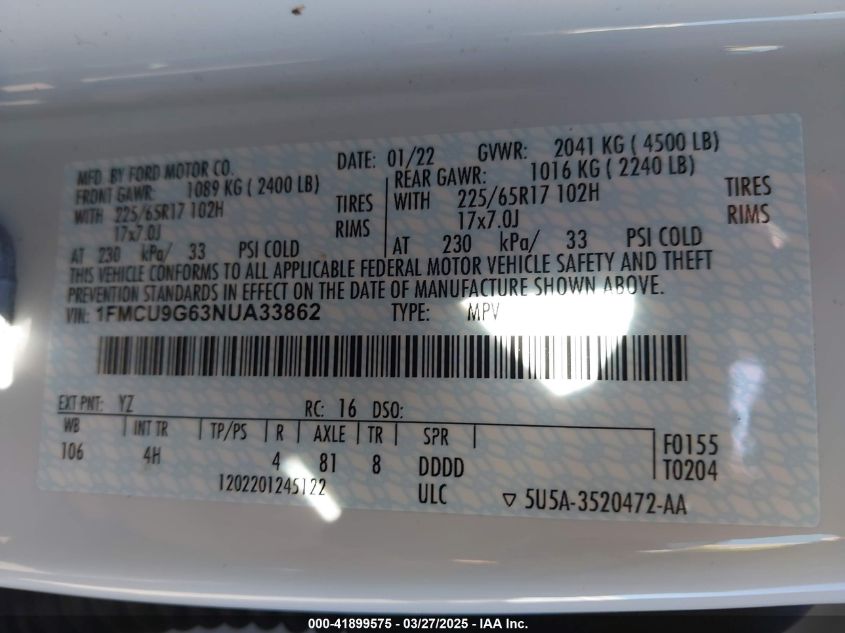 MFD. BY FORD MOTOR CO. DATE: 01/22 GVWR: 2041 KG ( 4500 LB)
FRONT GAWR: 1089 KG ( 2400 LB) REAR GAWR: 1016 KG ( 2240 LB)
WITH 225/65R17 102H TIRES WITH 225/65R17 102H TIRES
17x7.0J RIMS 17x7.0J RIMS
AT 230 kPa/ 33 PSI COLD AT 230 kPa/ 33 PSI COLD
THIS VEHICLE CONFORMS TO ALL APPLICABLE FEDERAL MOTOR VEHICLE SAFETY AND THEFT
PREVENTION STANDARDS IN EFFECT ON THE DATE OF MANUFACTURE SHOWN ABOVE.
VIN: 1FMCU9G63NUA33862 TYPE: MPV
EXT PNT: YZ RC: 16 DSO:
WB INT TR TP/PS R AXLE TR SPR F0155
106 4H 4 81 8 DDDD T0204
1202201245122 ULC ▽ 5U5A-3520472-AA
000-41899575 | 03/27/2025 | IAA Inc.